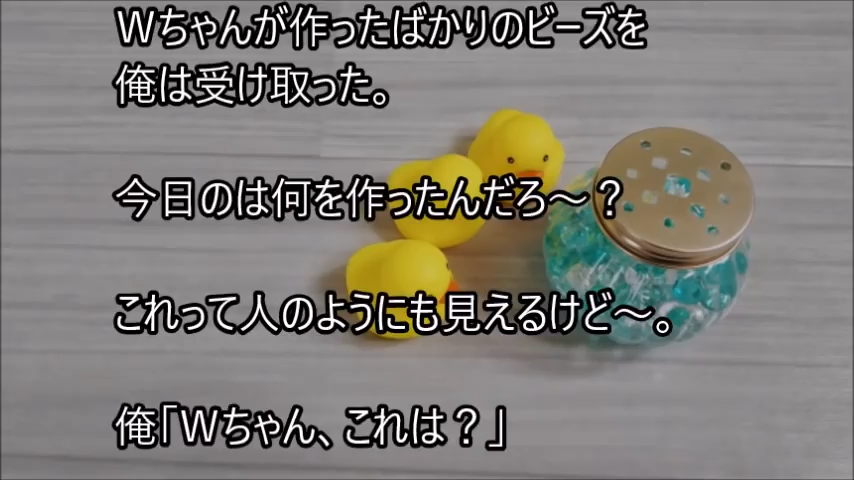 Wちゃんが作ったばかりのビーズを
俺は受け取った。
今日のは何を作ったんだろ～？
これって人のようにも見えるけど～。
俺「Wちゃん、これは？」